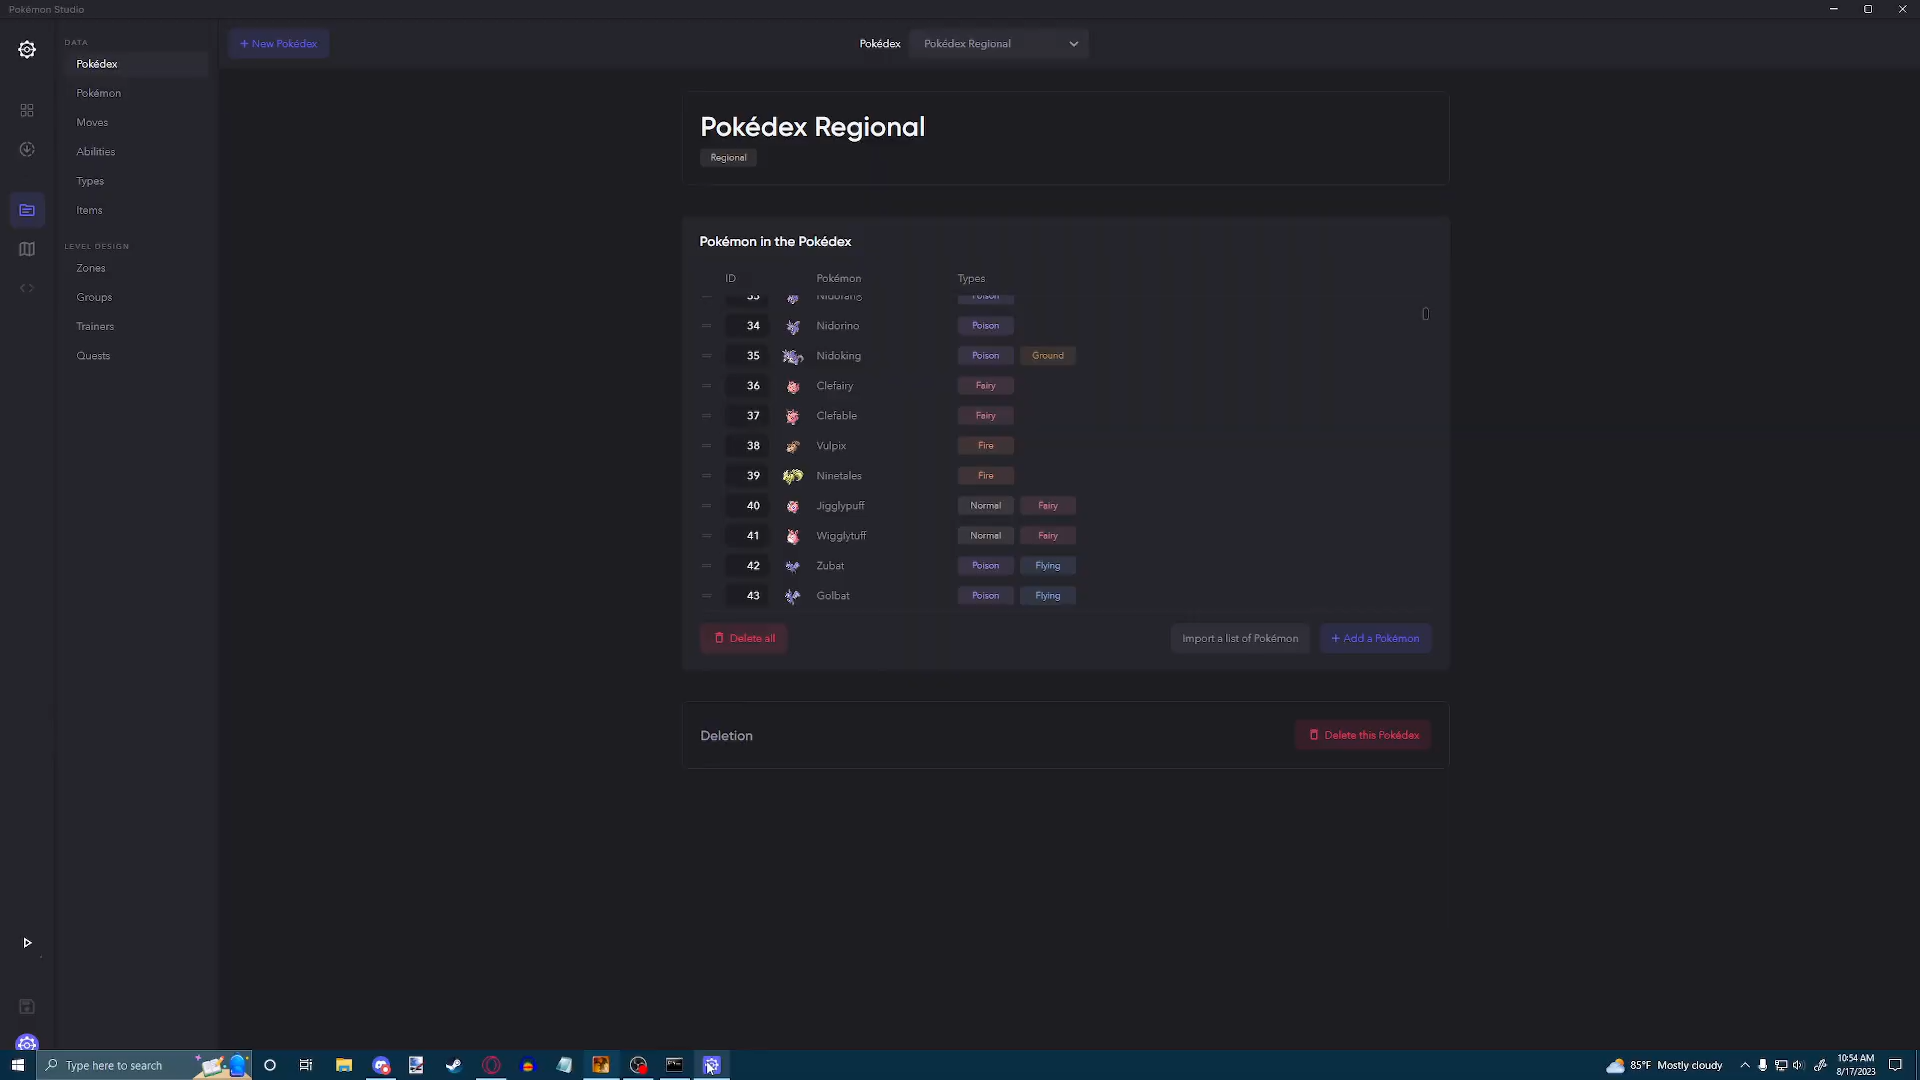 Pokémon Studio
DATA
Pokédex
Pokémon
Moves
Abilities
Types
Items
LEVEL DESIGN
Zones
Groups
Trainers
Quests
+ New Pokédex
Pokédex Pokédex Regional
Pokédex Regional
Regional
Pokémon in the Pokédex
ID Pokémon Types
33 Nidoran Poison
34 Nidorino Poison
35 Nidoking Poison Ground
36 Clefairy Fairy
37 Clefable Fairy
38 Vulpix Fire
39 Ninetales Fire
40 Jigglypuff Normal Fairy
41 Wigglytuff Normal Fairy
42 Zubat Poison Flying
43 Golbat Poison Flying
Delete all Import a list of Pokémon + Add a Pokémon
Deletion Delete this Pokédex
Type here to search
85°F Mostly cloudy
10:54 AM
8/17/2023